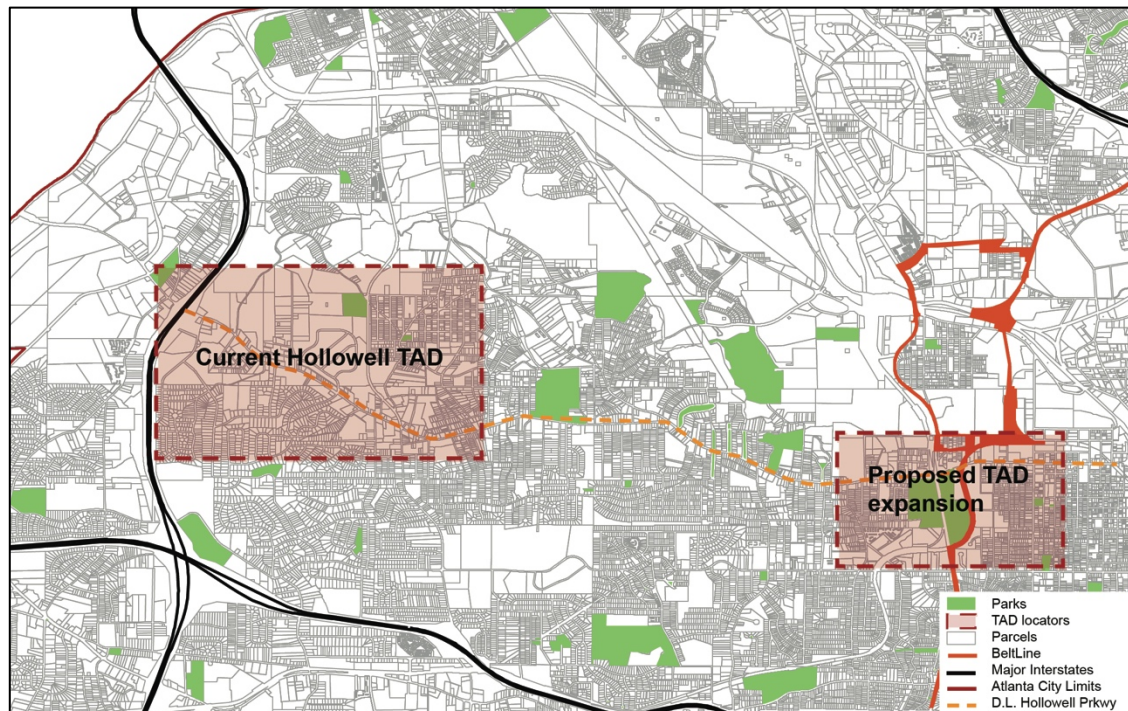 Current Hollowell TAD
Proposed TAD
expansion
Parks
TAD locators
Parcels
BeltLine
Major Interstates
Atlanta City Limits
D.L. Hollowell Prkwy